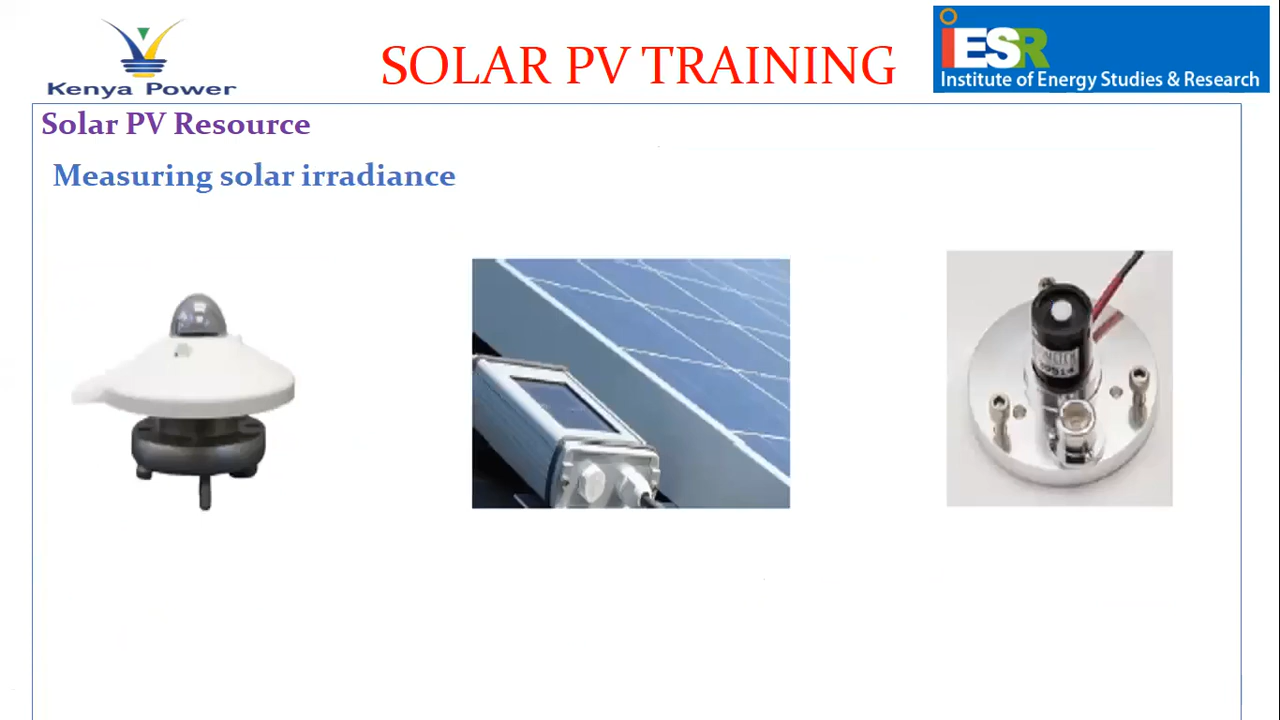 Kenya Power
SOLAR PV TRAINING
iESR
Institute of Energy Studies & Research
Solar PV Resource
Measuring solar irradiance